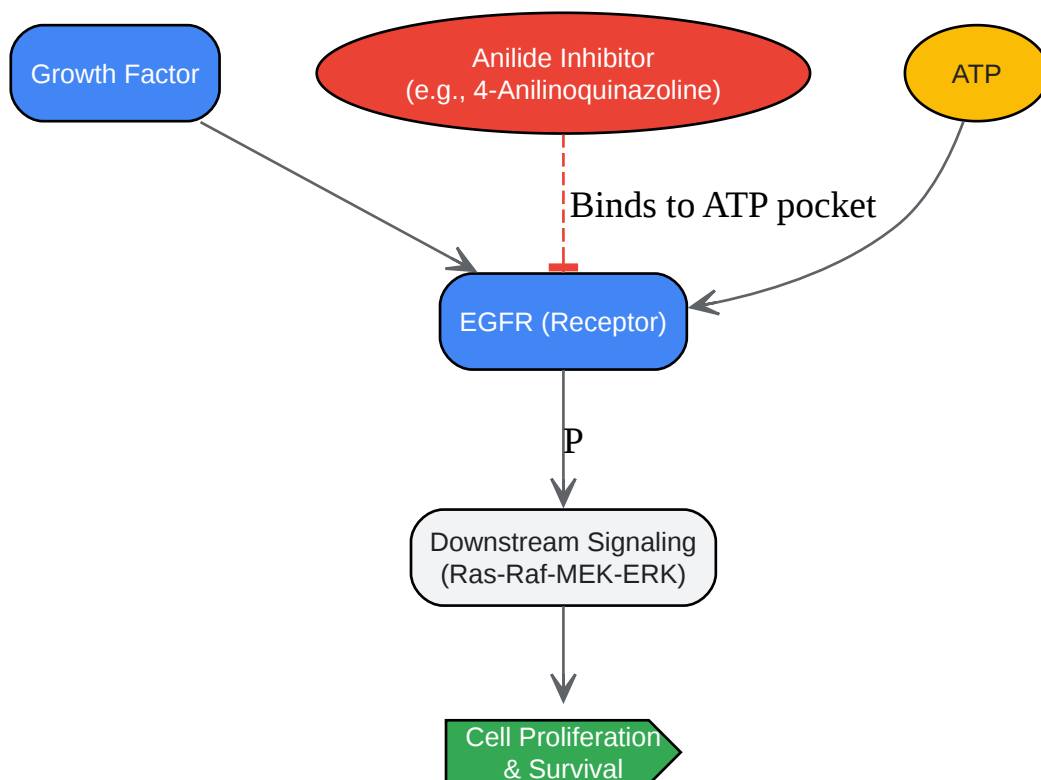 Growth Factor
Anilide Inhibitor
(e.g., 4-Anilinoquinazoline)
ATP
Binds to ATP pocket
EGFR (Receptor)
P
Downstream Signaling
(Ras-Raf-MEK-ERK)
Cell Proliferation
& Survival